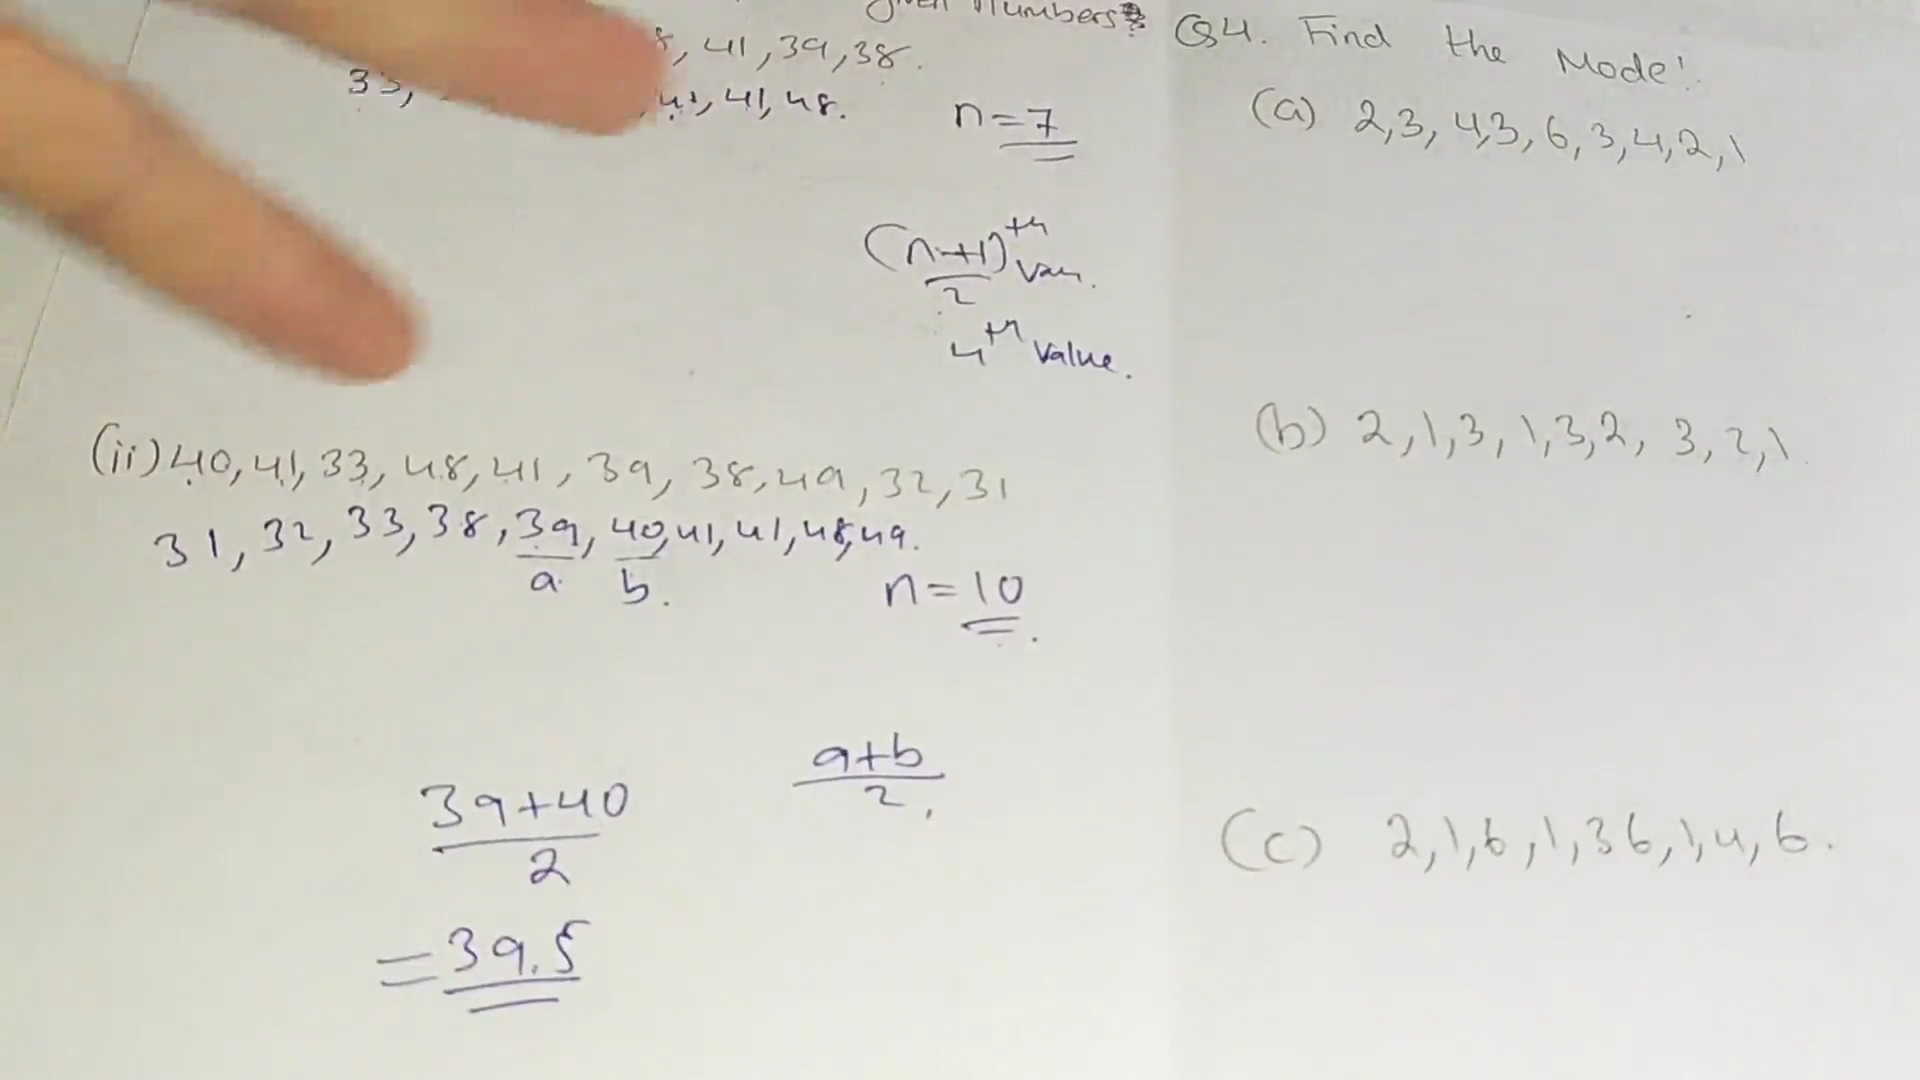 given Numbers
, 41, 39, 38.
33, 41, 48.
n=7
(n+1)th
2
4th value.
(ii) 40, 41, 33, 48, 41, 39, 38, 49, 32, 31
31, 32, 33, 38, 39, 40, 41, 41, 48, 49.
a b.
n=10
a+b
2
39+40
2
=39.5
Q4. Find the Mode:
(a) 2,3, 4,3, 6, 3, 4, 2, 1
(b) 2, 1, 3, 1, 3, 2, 3, 2, 1.
(c) 2, 1, 6, 1, 3 6, 1, 4, 6.